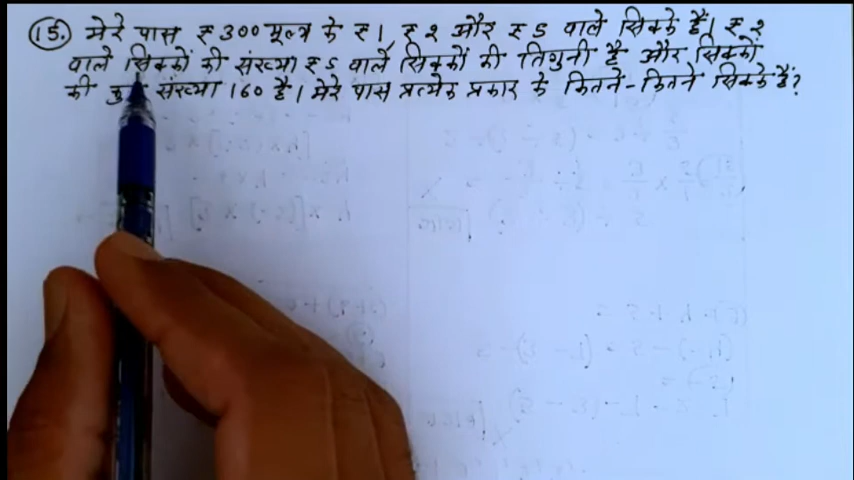 15. मेरे पास ₹300 मूल्य के ₹1, ₹2 और ₹5 वाले सिक्के हैं। ₹2
वाले सिक्कों की संख्या ₹5 वाले सिक्कों की तिगुनी है और सिक्कों
की संख्या 160 है। मेरे पास प्रत्येक प्रकार के कितने-कितने सिक्के हैं?